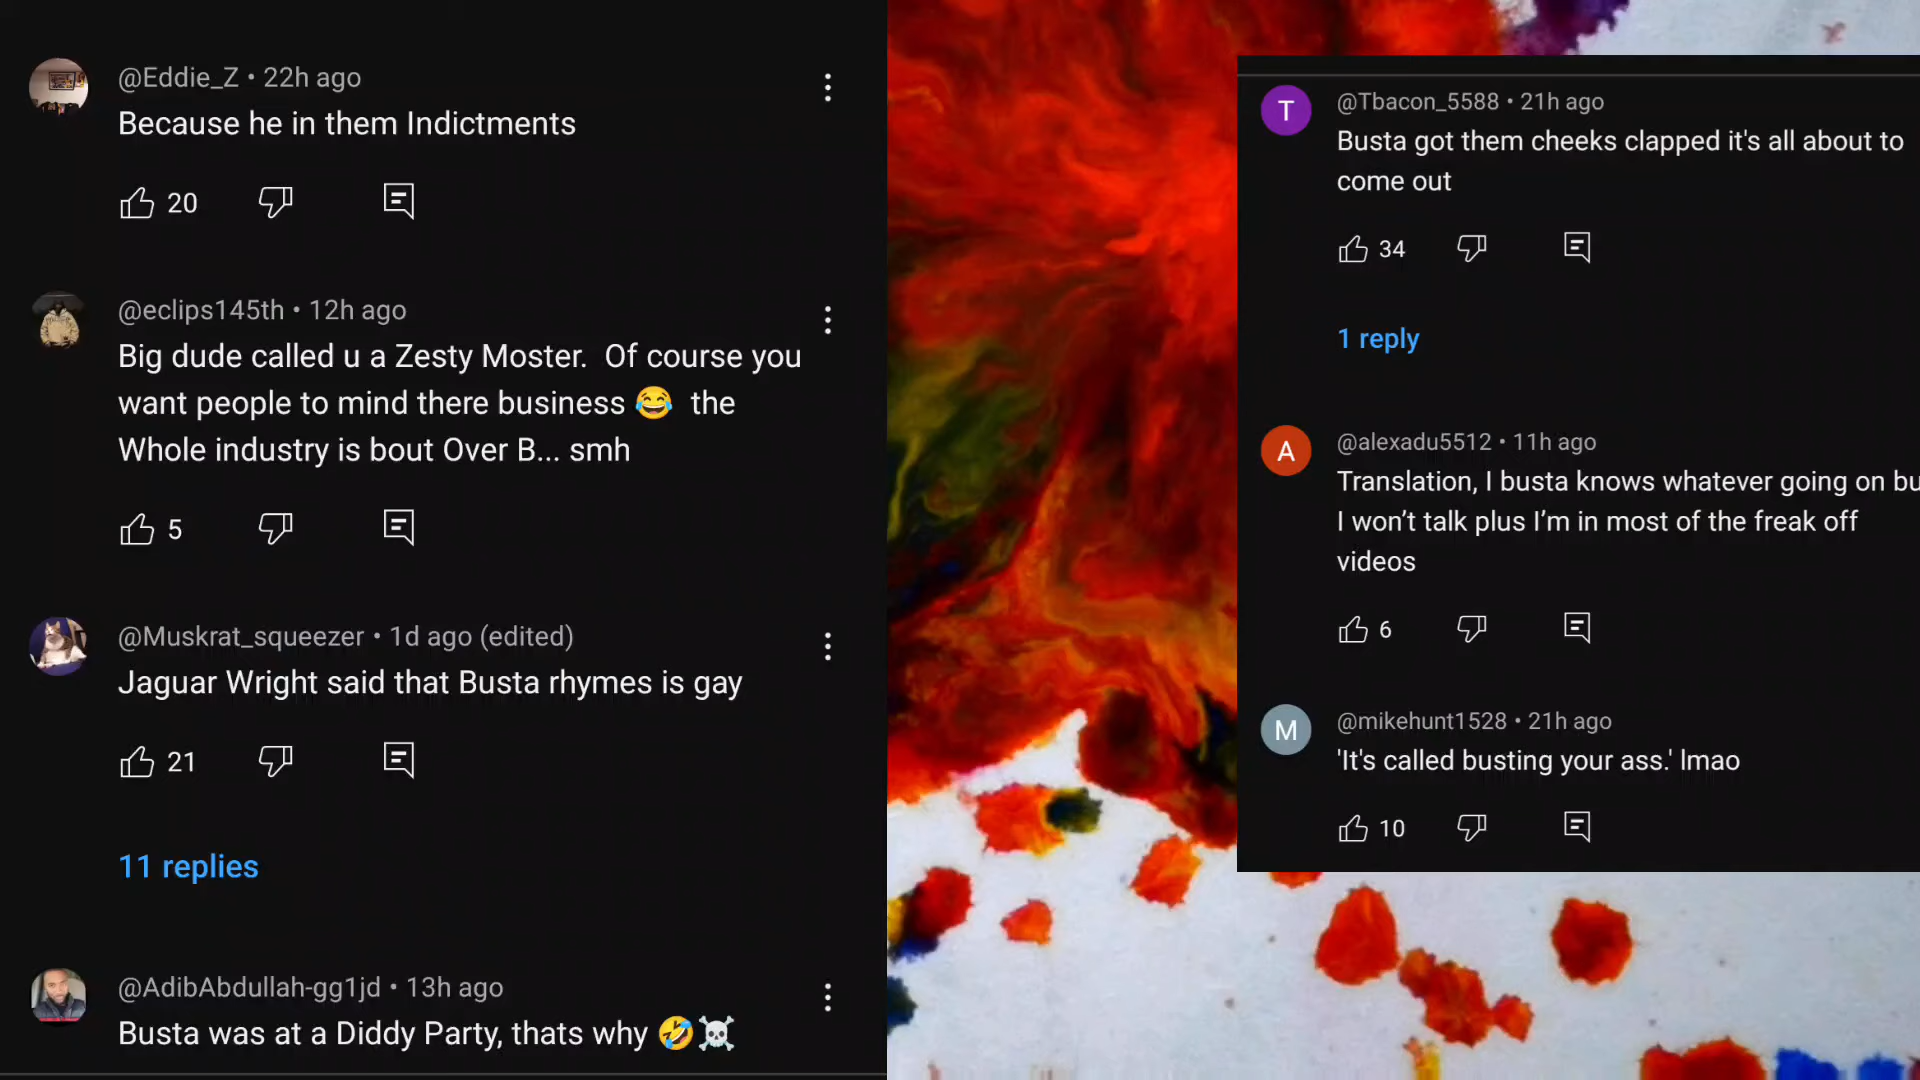 @Eddie_Z • 22h ago
Because he in them Indictments
20
@eclips145th • 12h ago
Big dude called u a Zesty Moster.  Of course you
want people to mind there business 😂  the
Whole industry is bout Over B... smh
5
@Muskrat_squeezer • 1d ago (edited)
Jaguar Wright said that Busta rhymes is gay
21
11 replies
@AdibAbdullah-gg1jd • 13h ago
Busta was at a Diddy Party, thats why 🤣☠️
T
@Tbacon_5588 • 21h ago
Busta got them cheeks clapped it's all about to
come out
34
1 reply
A
@alexadu5512 • 11h ago
Translation, I busta knows whatever going on bu
I won’t talk plus I’m in most of the freak off
videos
6
M
@mikehunt1528 • 21h ago
'It's called busting your ass.' lmao
10